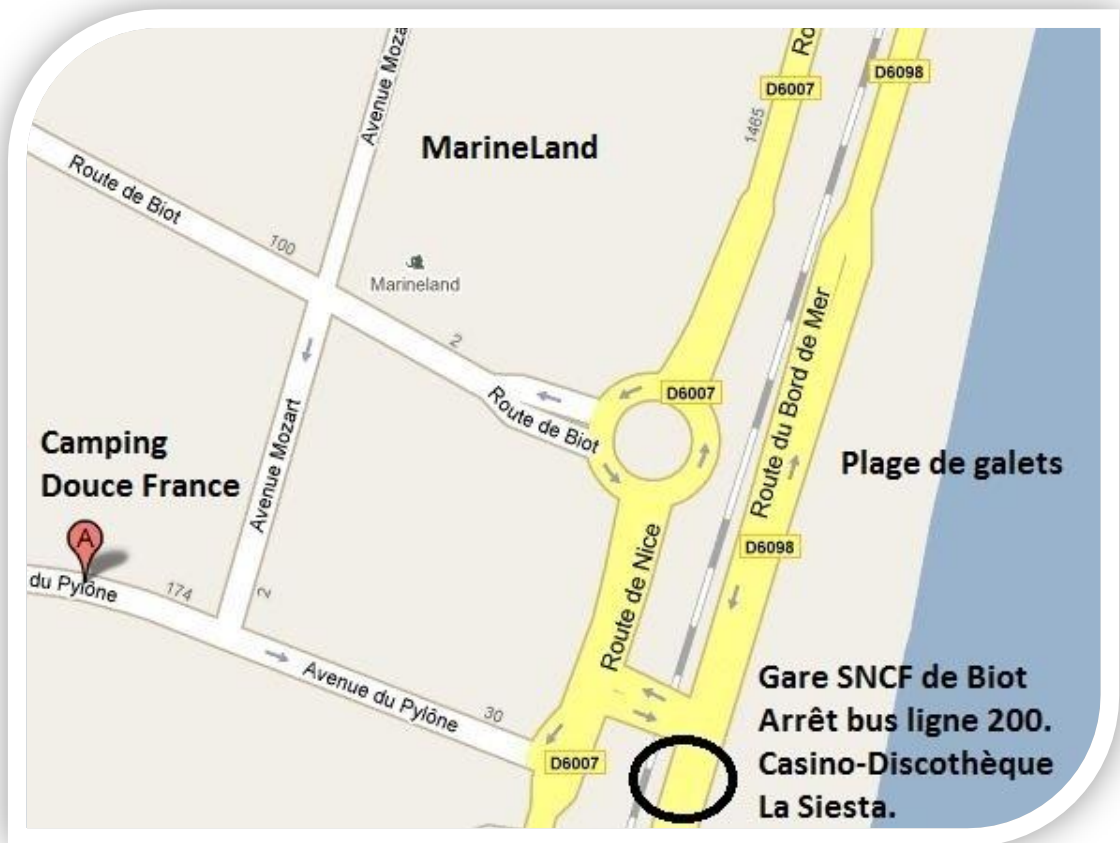 Ro
D6007
D6098
Avenue Moza
1465
MarineLand
Route de Biot
100
Marineland
2
Route du Bord de Mer
D6007
Route de Biot
Avenue Mozart
Camping
Douce France
Plage de galets
A
D6098
du Pylône
174
2
Route de Nice
Avenue du Pylône
30
D6007
Gare SNCF de Biot
Arrêt bus ligne 200.
Casino-Discothèque
La Siesta.